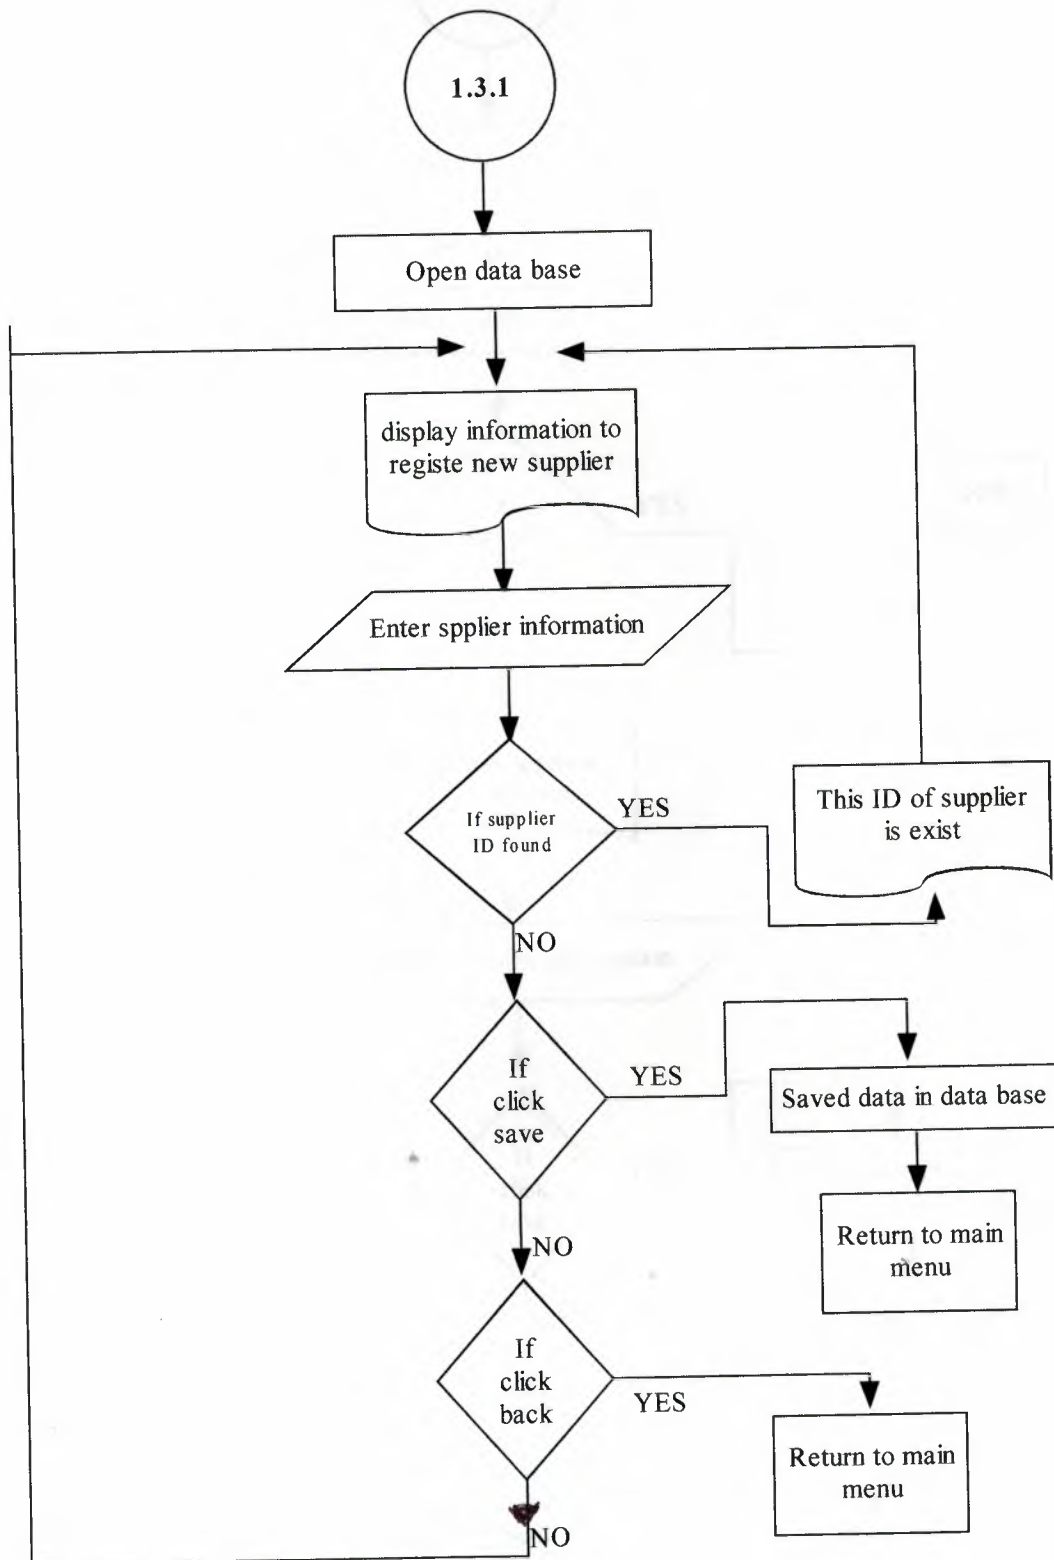 1.3.1
Open data base
display information to
registe new supplier
Enter spplier information
If supplier
ID found
YES
This ID of supplier
is exist
NO
If
click
save
YES
Saved data in data base
Return to main
menu
NO
If
click
back
YES
Return to main
menu
NO